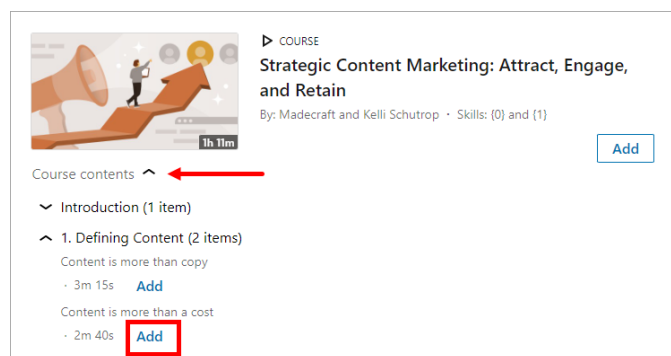 COURSE
Strategic Content Marketing: Attract, Engage,
and Retain
By: Madecraft and Kelli Schutrop • Skills: {0} and {1}
1h 11m
Add
Course contents
Introduction (1 item)
1. Defining Content (2 items)
Content is more than copy
· 3m 15s Add
Content is more than a cost
· 2m 40s Add